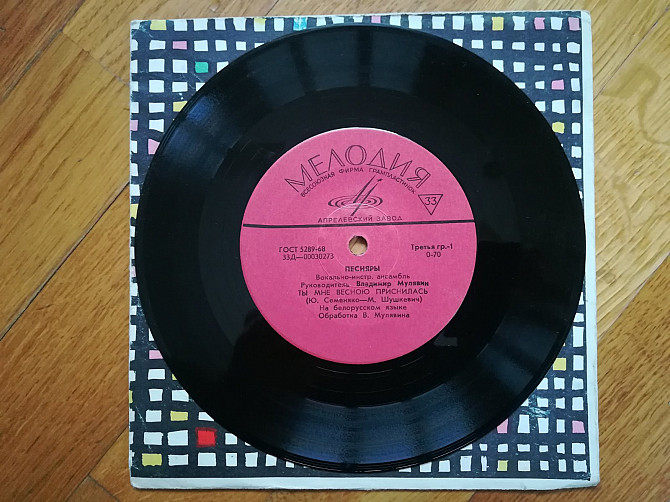 МЕЛОДИЯ
ВСЕСОЮЗНАЯ ФИРМА ГРАМПЛАСТИНОК
33
АПРЕЛЕВСКИЙ ЗАВОД
ГОСТ 5289-68
33Д—00030273
Третья гр.-1
0-70
ПЕСНЯРЫ
Вокально-инстр. ансамбль
Руководитель Владимир Мулявин
ТЫ МНЕ ВЕСНОЮ ПРИСНИЛАСЬ
(Ю. Семеняко—М. Шушкевич)
На белорусском языке
Обработка В. Мулявина